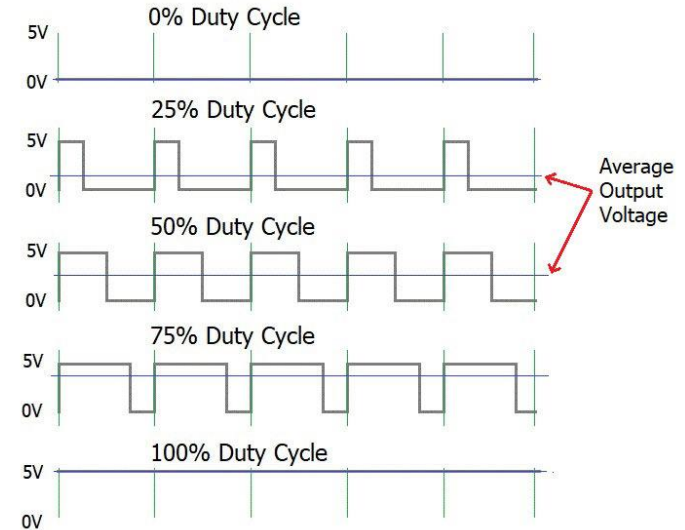 0% Duty Cycle
5V
0V
25% Duty Cycle
5V
0V
Average
Output
Voltage
50% Duty Cycle
5V
0V
75% Duty Cycle
5V
0V
100% Duty Cycle
5V
0V